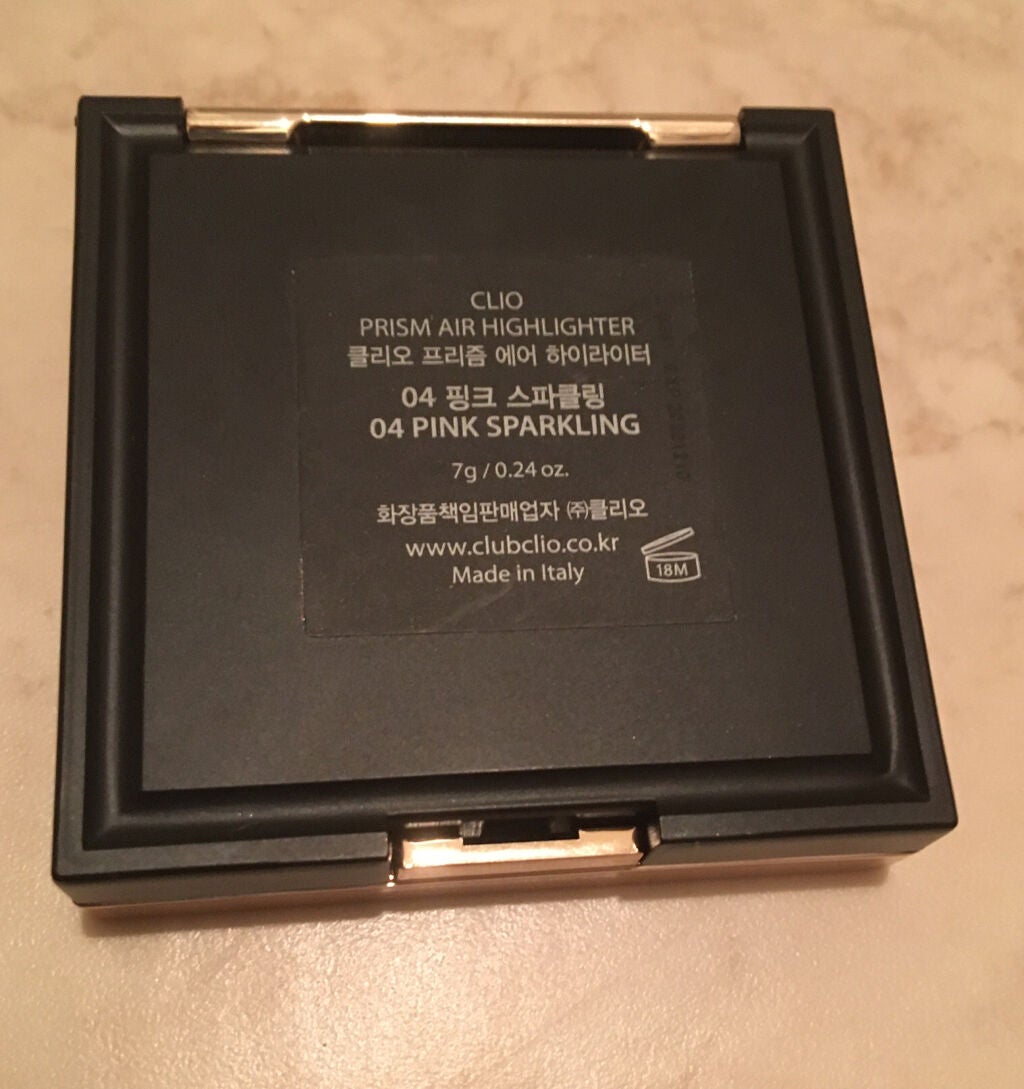 CLIO
PRISM AIR HIGHLIGHTER
클리오 프리즘 에어 하이라이터
04 핑크 스파클링
04 PINK SPARKLING
7g / 0.24 oz.
화장품책임판매업자 ㈜클리오
www.clubclio.co.kr
Made in Italy
18M
EXP